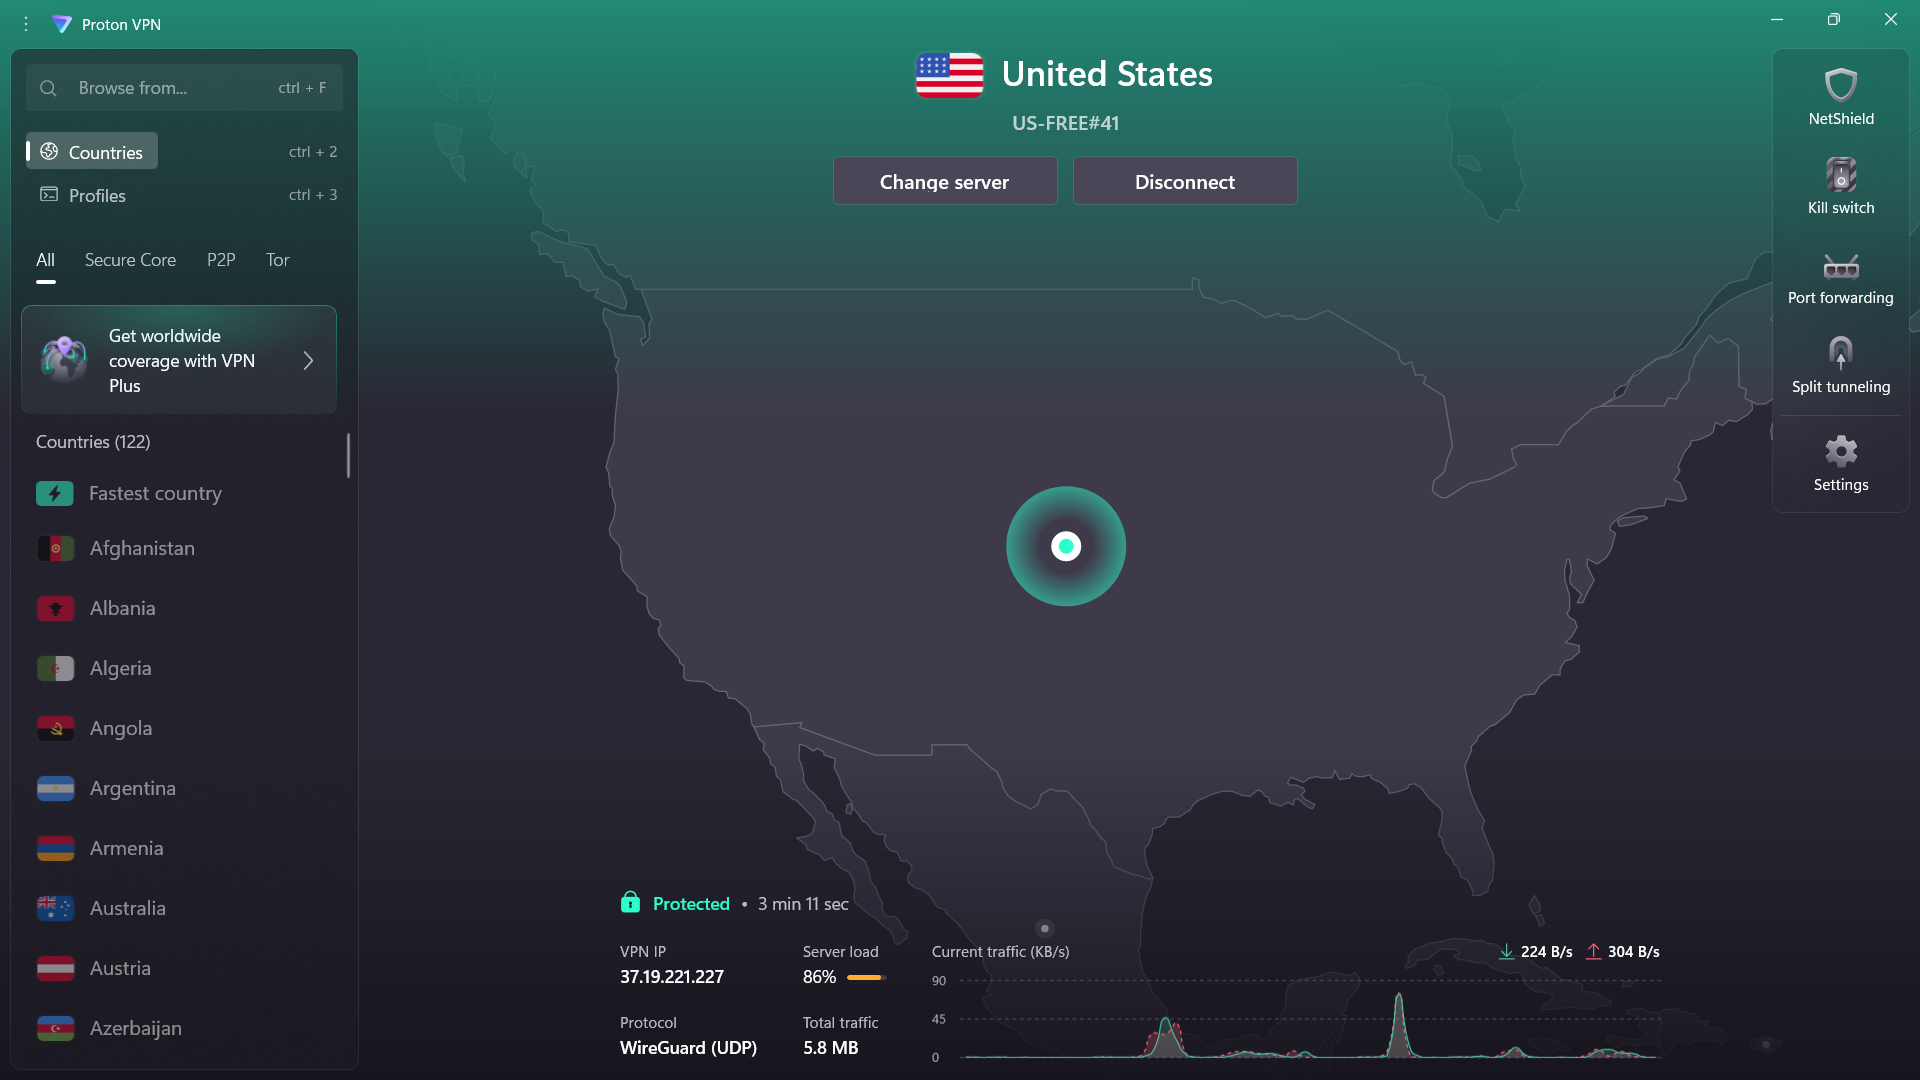 Proton VPN
Browse from...
ctrl + F
Countries
ctrl + 2
Profiles
ctrl + 3
All
Secure Core
P2P
Tor
Get worldwide
coverage with VPN
Plus
Countries (122)
Fastest country
Afghanistan
Albania
Algeria
Angola
Argentina
Armenia
Australia
Austria
Azerbaijan
United States
US-FREE#41
Change server
Disconnect
Protected • 3 min 11 sec
VPN IP
37.19.221.227
Server load
86%
Protocol
WireGuard (UDP)
Total traffic
5.8 MB
Current traffic (KB/s)
224 B/s
304 B/s
90
45
0
NetShield
Kill switch
Port forwarding
Split tunneling
Settings